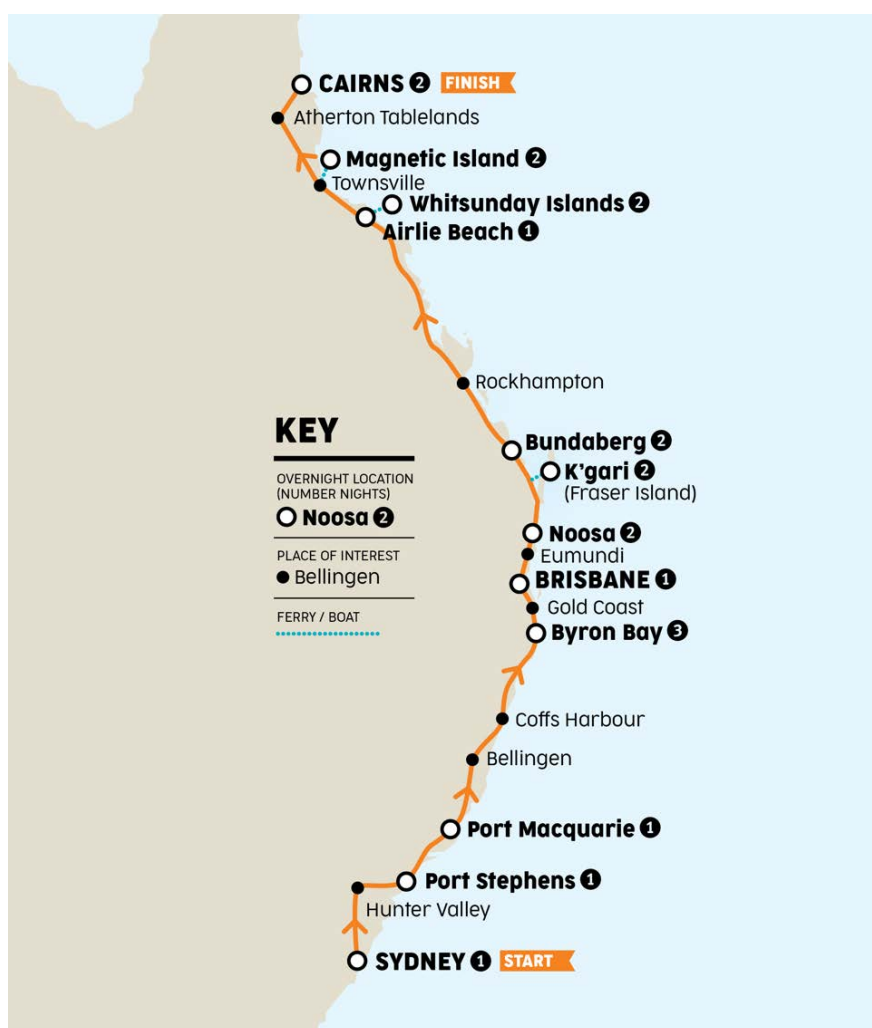 CAIRNS 2 FINISH
Atherton Tablelands
Magnetic Island 2
Townsville
Whitsunday Islands 2
Airlie Beach 1
Rockhampton
Bundaberg 2
K'gari 2
(Fraser Island)
Noosa 2
Eumundi
BRISBANE 1
Gold Coast
Byron Bay 3
Coffs Harbour
Bellingen
Port Macquarie 1
Port Stephens 1
Hunter Valley
SYDNEY 1 START
KEY
OVERNIGHT LOCATION
(NUMBER NIGHTS)
Noosa 2
PLACE OF INTEREST
Bellingen
FERRY / BOAT